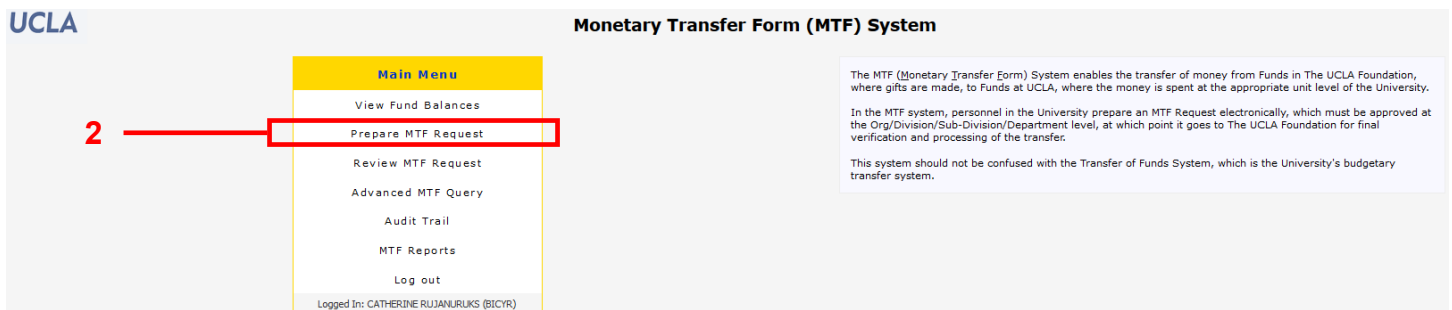 UCLA
Monetary Transfer Form (MTF) System
Main Menu
View Fund Balances
2
Prepare MTF Request
Review MTF Request
Advanced MTF Query
Audit Trail
MTF Reports
Log out
Logged In: CATHERINE RUJANURUKS (BICYR)
The MTF (Monetary Transfer Form) System enables the transfer of money from Funds in The UCLA Foundation,
where gifts are made, to Funds at UCLA, where the money is spent at the appropriate unit level of the University.
In the MTF system, personnel in the University prepare an MTF Request electronically, which must be approved at
the Org/Division/Sub-Division/Department level, at which point it goes to The UCLA Foundation for final
verification and processing of the transfer.
This system should not be confused with the Transfer of Funds System, which is the University's budgetary
transfer system.